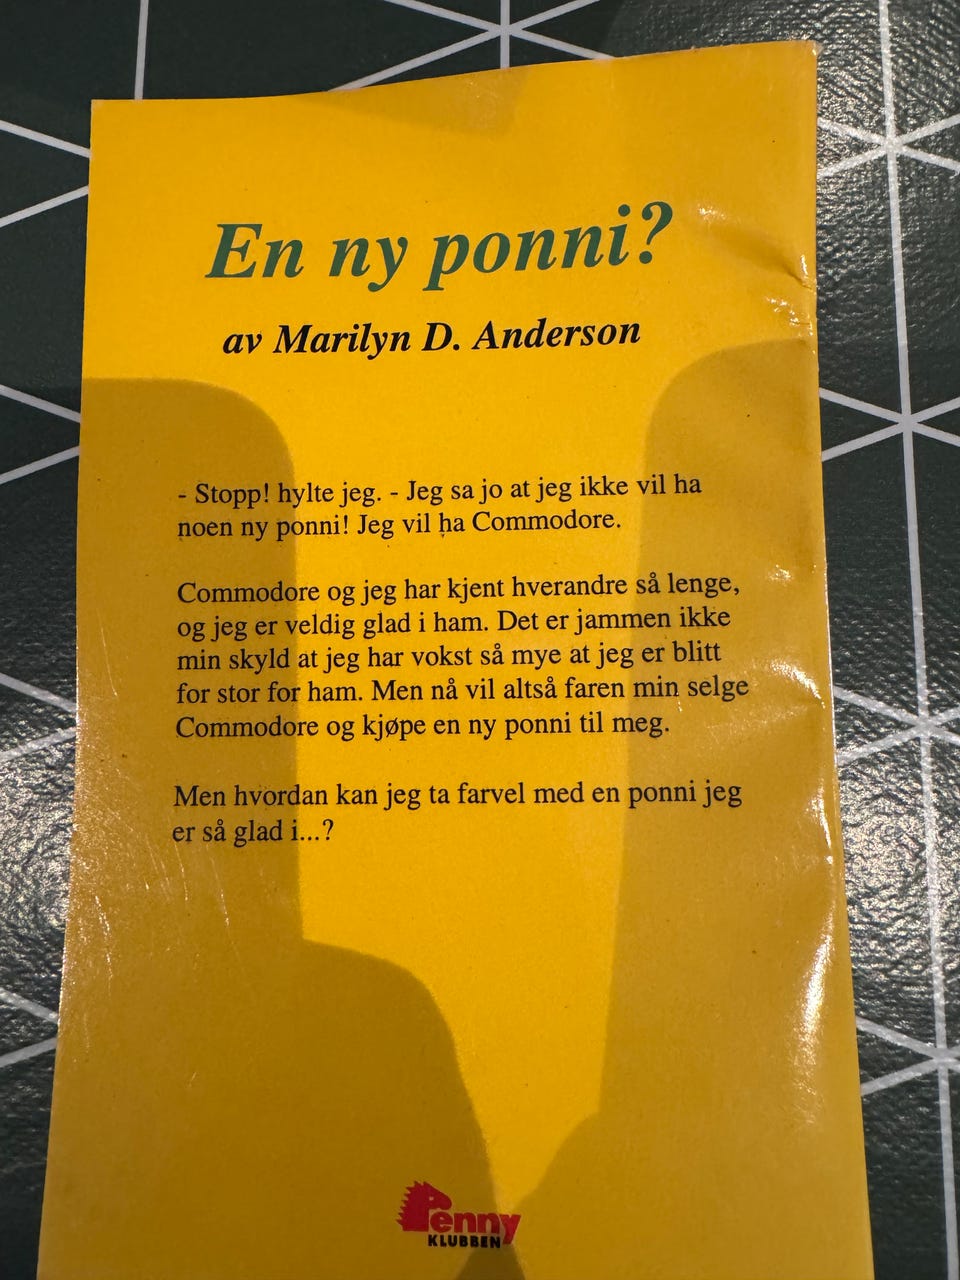 En ny ponni?
av Marilyn D. Anderson
- Stopp! hylte jeg. - Jeg sa jo at jeg ikke vil ha
noen ny ponni! Jeg vil ha Commodore.
Commodore og jeg har kjent hverandre så lenge,
og jeg er veldig glad i ham. Det er jammen ikke
min skyld at jeg har vokst så mye at jeg er blitt
for stor for ham. Men nå vil altså faren min selge
Commodore og kjøpe en ny ponni til meg.
Men hvordan kan jeg ta farvel med en ponni jeg
er så glad i...?
Penny
KLUBBEN